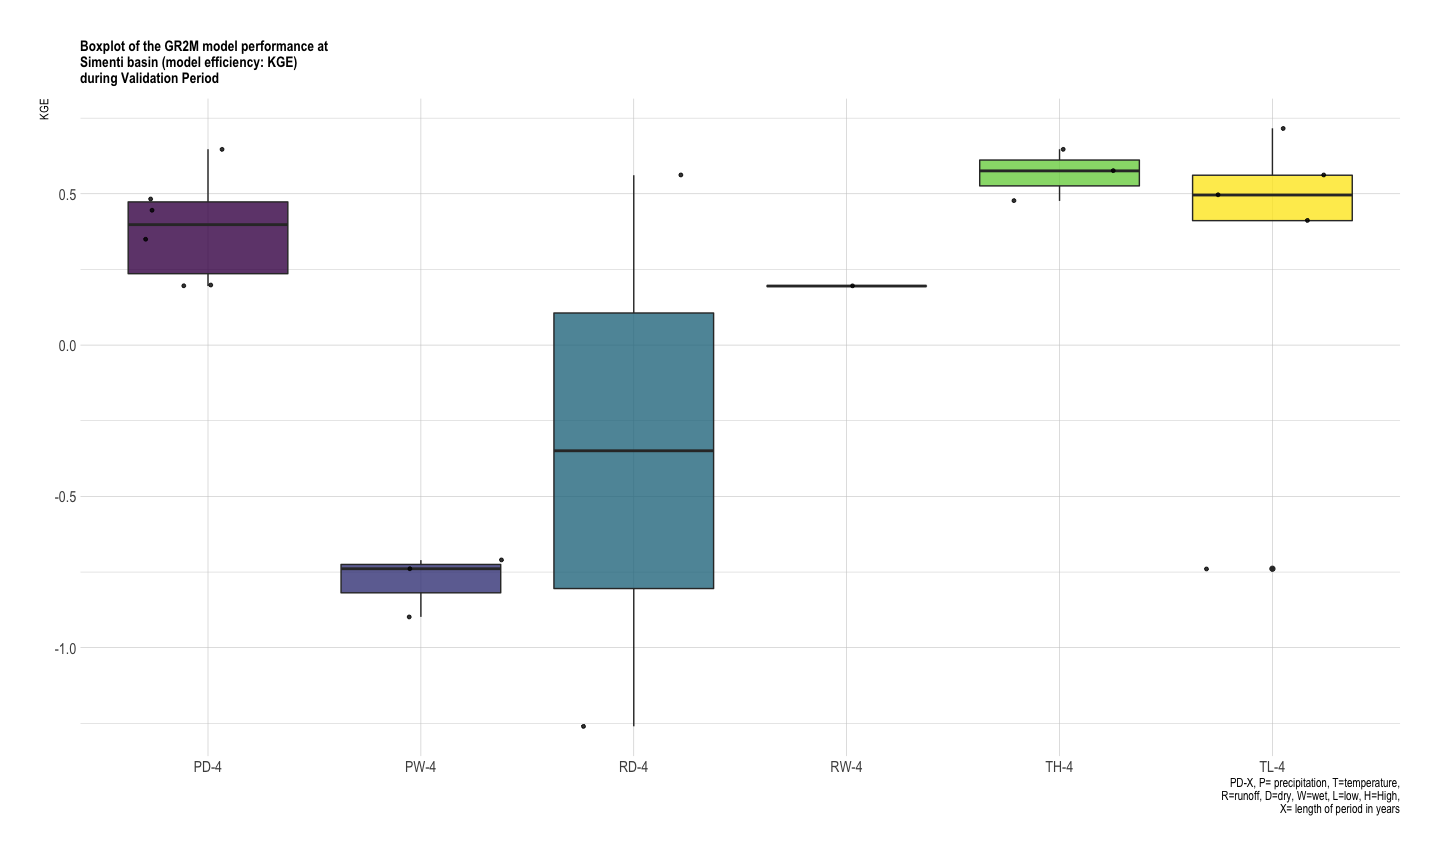 Boxplot of the GR2M model performance at
Simenti basin (model efficiency: KGE)
during Validation Period
KGE
0.5
0.0
-0.5
-1.0
PD-4 PW-4 RD-4 RW-4 TH-4 TL-4
PD-X, P= precipitation, T=temperature,
R=runoff, D=dry, W=wet, L=low, H=High,
X= length of period in years